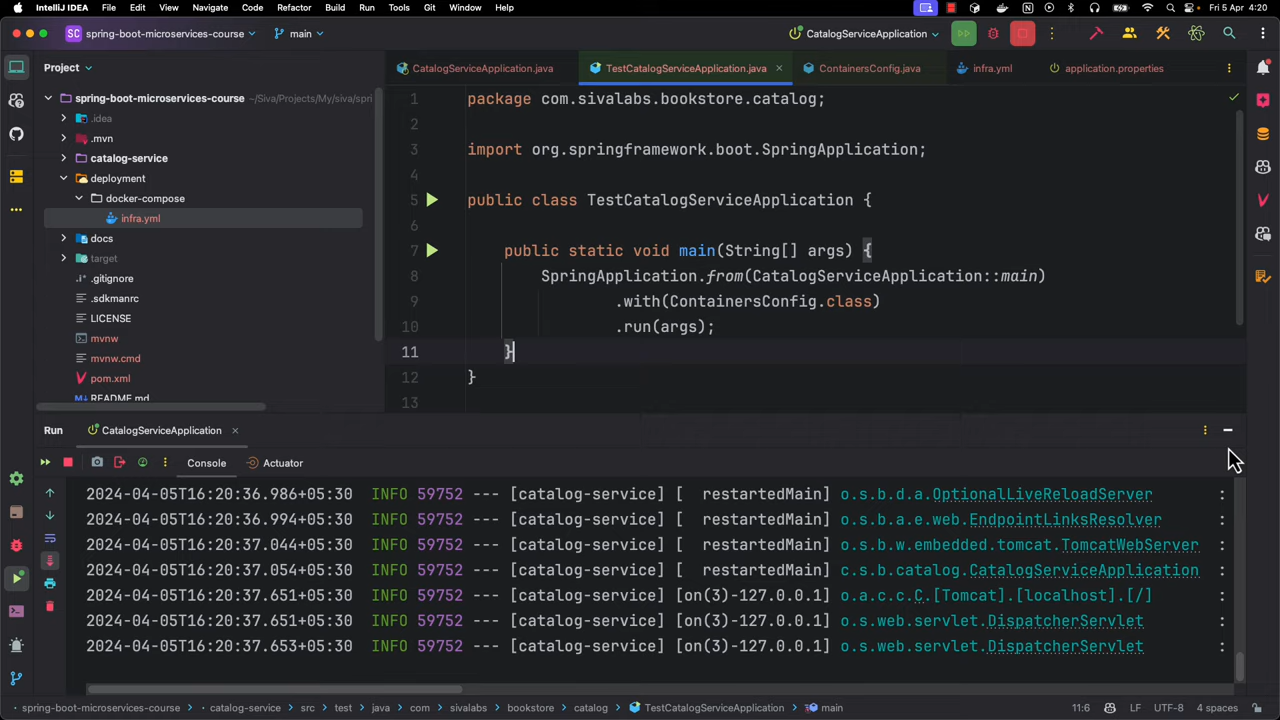 IntelliJ IDEA File Edit View Navigate Code Refactor Build Run Tools Git Window Help Fri 5 Apr 4:20
SC spring-boot-microservices-course main CatalogServiceApplication
Project
CatalogServiceApplication.java TestCatalogServiceApplication.java ContainersConfig.java infra.yml application.properties
spring-boot-microservices-course ~/Siva/Projects/My/siva/spri
.idea
.mvn
catalog-service
deployment
docker-compose
infra.yml
docs
target
.gitignore
.sdkmanrc
LICENSE
mvnw
mvnw.cmd
pom.xml
README.md
1 package com.sivalabs.bookstore.catalog;
2
3 import org.springframework.boot.SpringApplication;
4
5 public class TestCatalogServiceApplication {
6
7 public static void main(String[] args) {
8 SpringApplication.from(CatalogServiceApplication::main)
9 .with(ContainersConfig.class)
10 .run(args);
11 }
12 }
13
Run CatalogServiceApplication
Console Actuator
2024-04-05T16:20:36.986+05:30 INFO 59752 --- [catalog-service] [ restartedMain] o.s.b.d.a.OptionalLiveReloadServer :
2024-04-05T16:20:36.994+05:30 INFO 59752 --- [catalog-service] [ restartedMain] o.s.b.a.e.web.EndpointLinksResolver :
2024-04-05T16:20:37.044+05:30 INFO 59752 --- [catalog-service] [ restartedMain] o.s.b.w.embedded.tomcat.TomcatWebServer :
2024-04-05T16:20:37.054+05:30 INFO 59752 --- [catalog-service] [ restartedMain] c.s.b.catalog.CatalogServiceApplication :
2024-04-05T16:20:37.651+05:30 INFO 59752 --- [catalog-service] [on(3)-127.0.0.1] o.a.c.c.C.[Tomcat].[localhost].[/] :
2024-04-05T16:20:37.651+05:30 INFO 59752 --- [catalog-service] [on(3)-127.0.0.1] o.s.web.servlet.DispatcherServlet :
2024-04-05T16:20:37.653+05:30 INFO 59752 --- [catalog-service] [on(3)-127.0.0.1] o.s.web.servlet.DispatcherServlet :
spring-boot-microservices-course > catalog-service > src > test > java > com > sivalabs > bookstore > catalog > TestCatalogServiceApplication > main 11:6 LF UTF-8 4 spaces